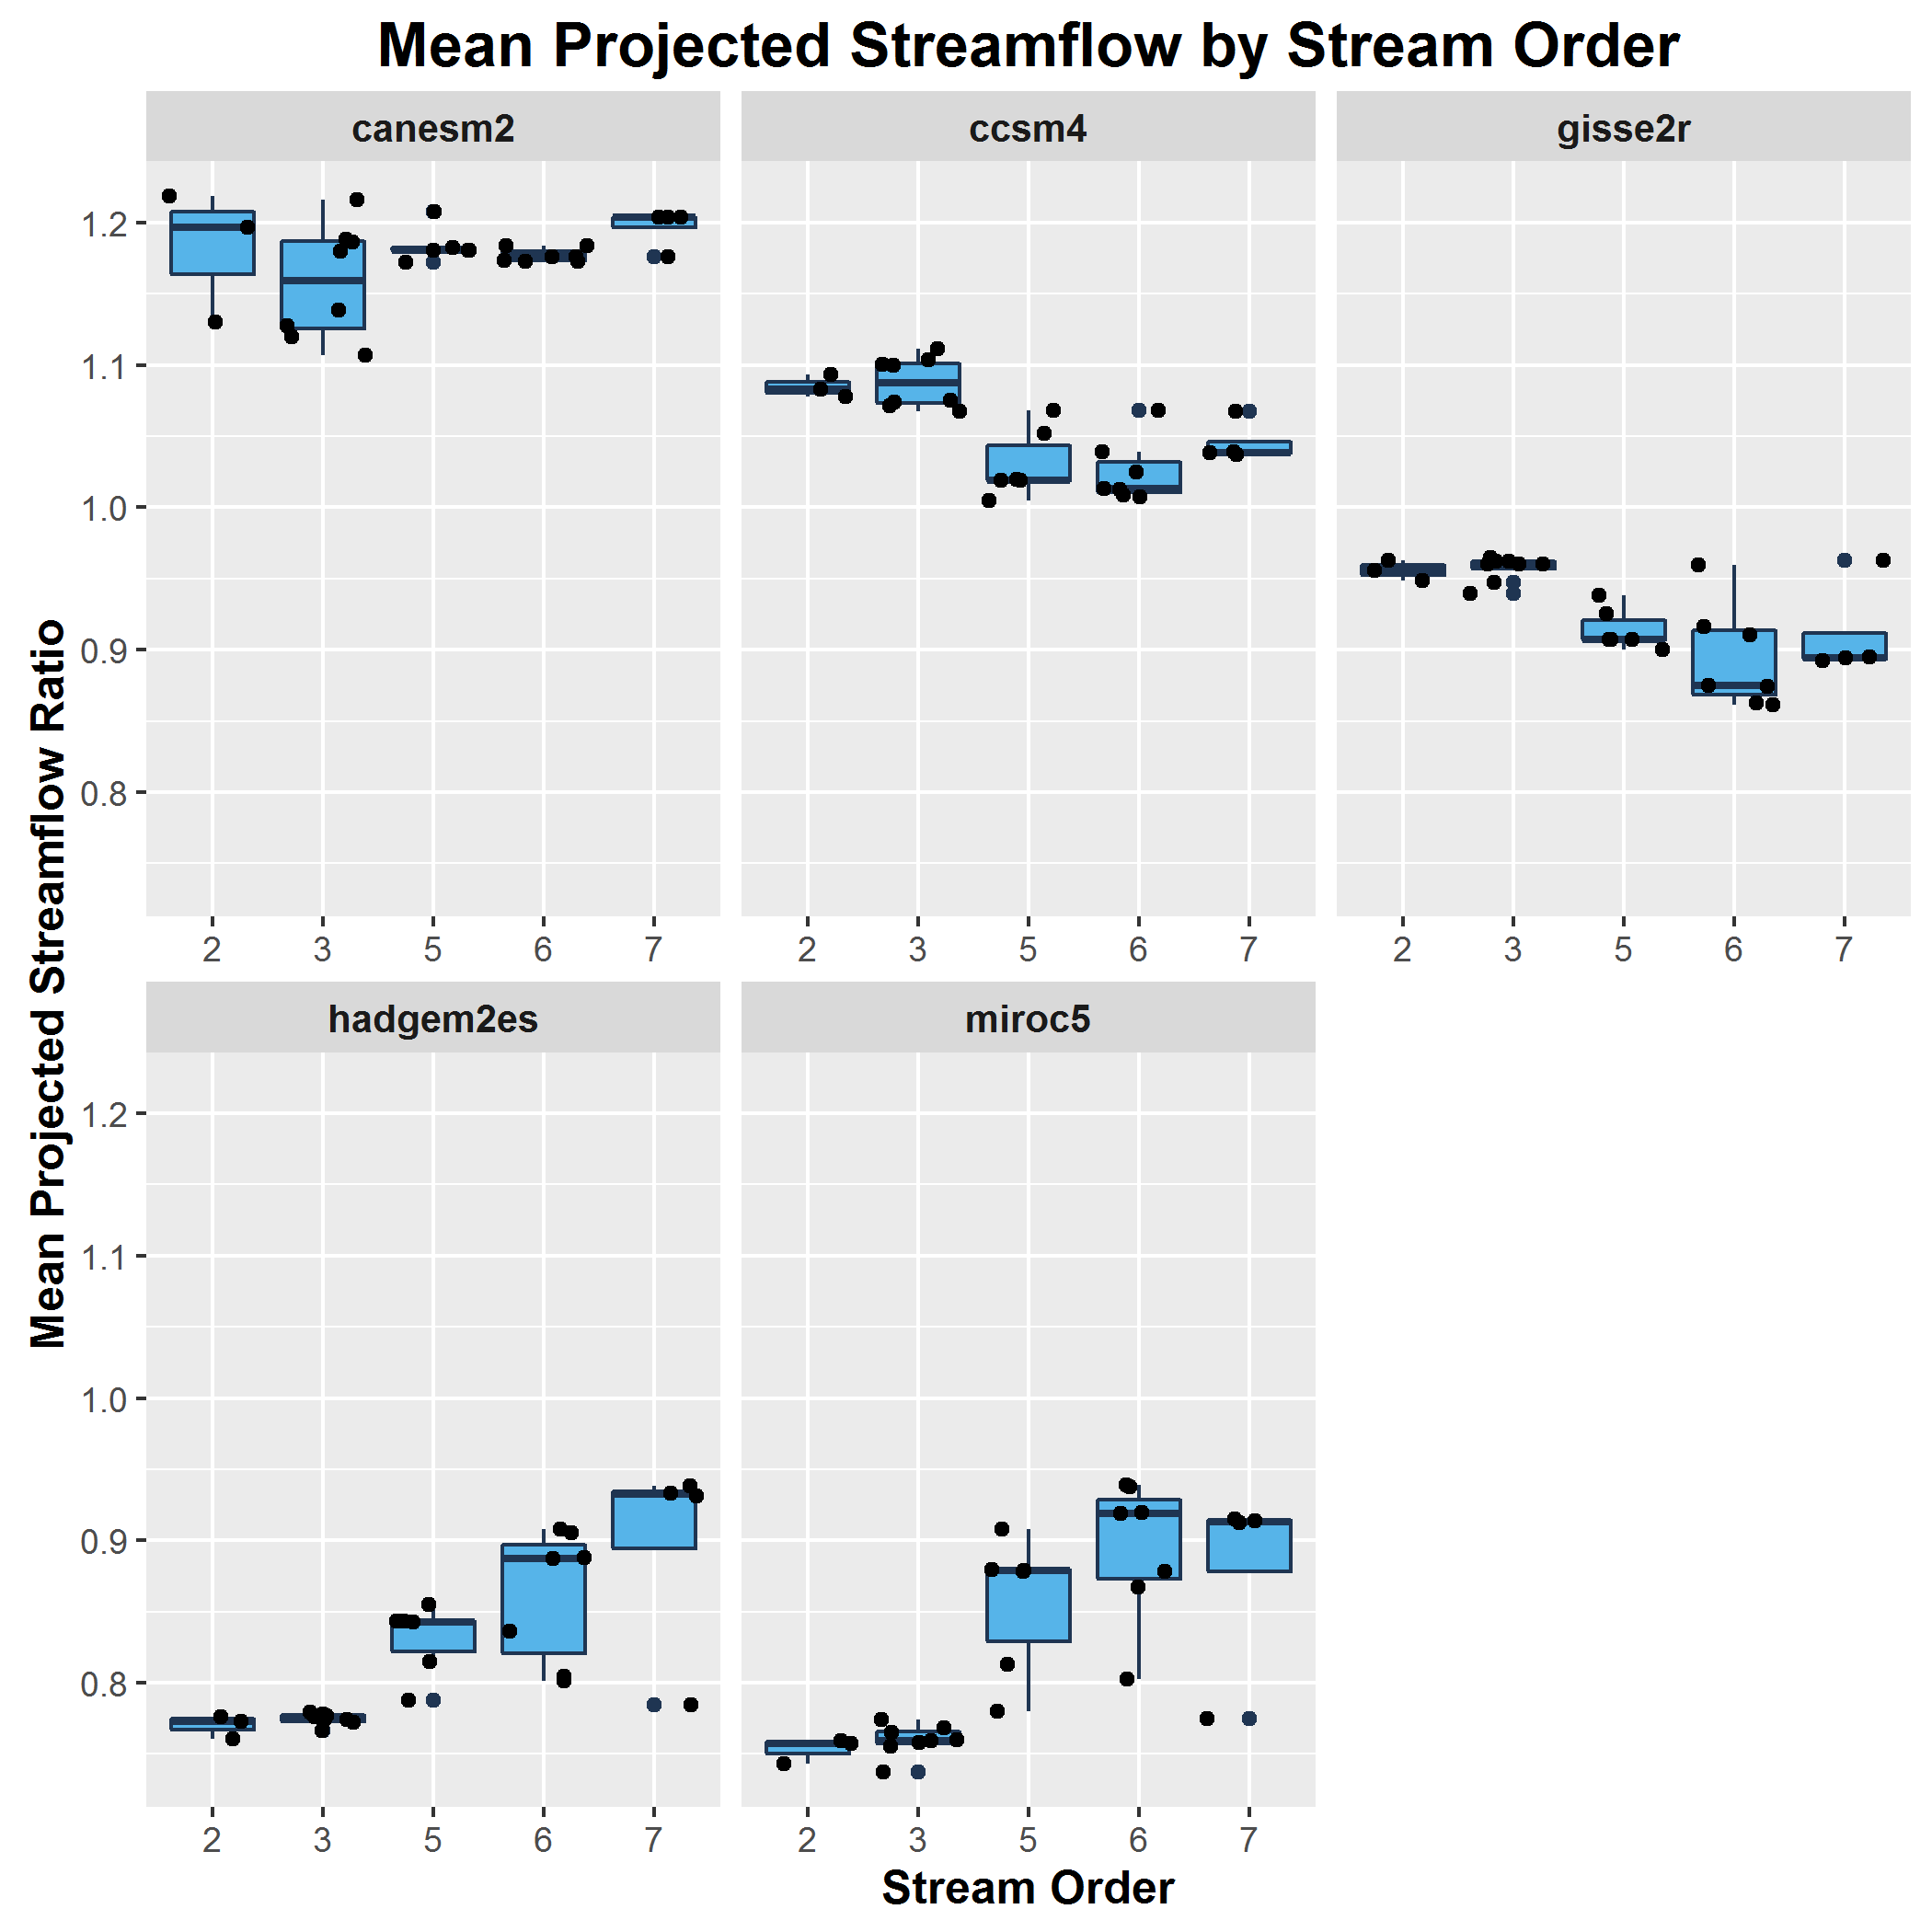 Mean Projected Streamflow by Stream Order
canesm2
ccsm4
gisse2r
Mean Projected Streamflow Ratio
1.2
1.1
1.0
0.9
0.8
2 3 5 6 7
2 3 5 6 7
2 3 5 6 7
hadgem2es
miroc5
1.2
1.1
1.0
0.9
0.8
2 3 5 6 7
2 3 5 6 7
Stream Order